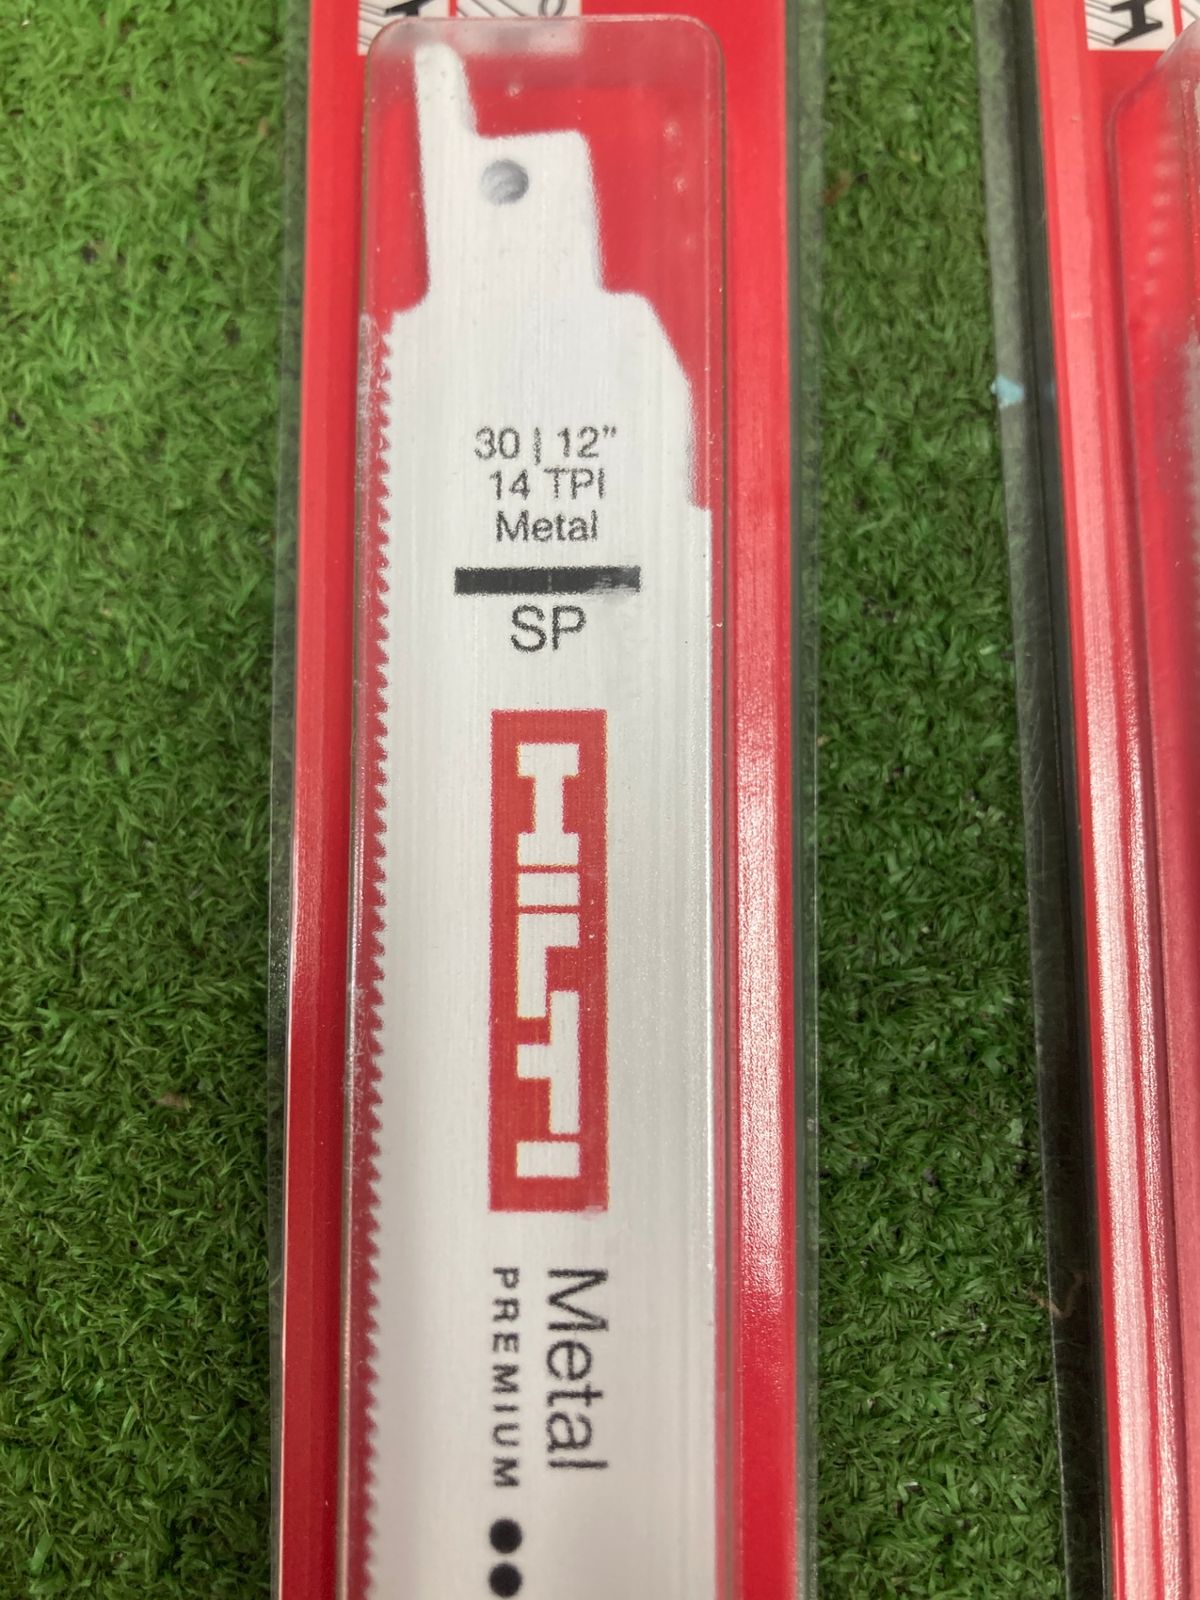 30 | 12"
14 TPI
Metal
SP
HILTI
Metal
PREMIUM